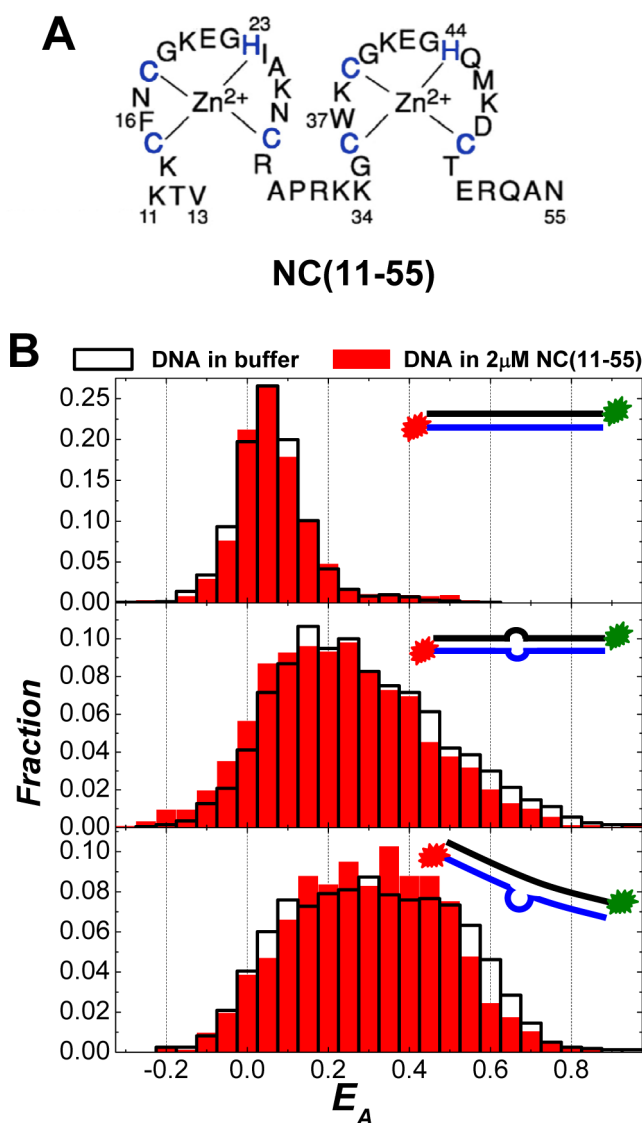 A
C G K E G H 23 I A K N C R
N F 16 C K
Zn2+
K T V
11 13
A P R K K
34
C G K E G H 44 Q M K D C T
K W 37 C G
Zn2+
E R Q A N
55
NC(11-55)
B
DNA in buffer
DNA in 2μM NC(11-55)
0.25
0.20
0.15
0.10
0.05
0.00
0.10
0.08
0.06
0.04
0.02
0.00
0.10
0.08
0.06
0.04
0.02
0.00
Fraction
-0.2 0.0 0.2 0.4 0.6 0.8
E_A